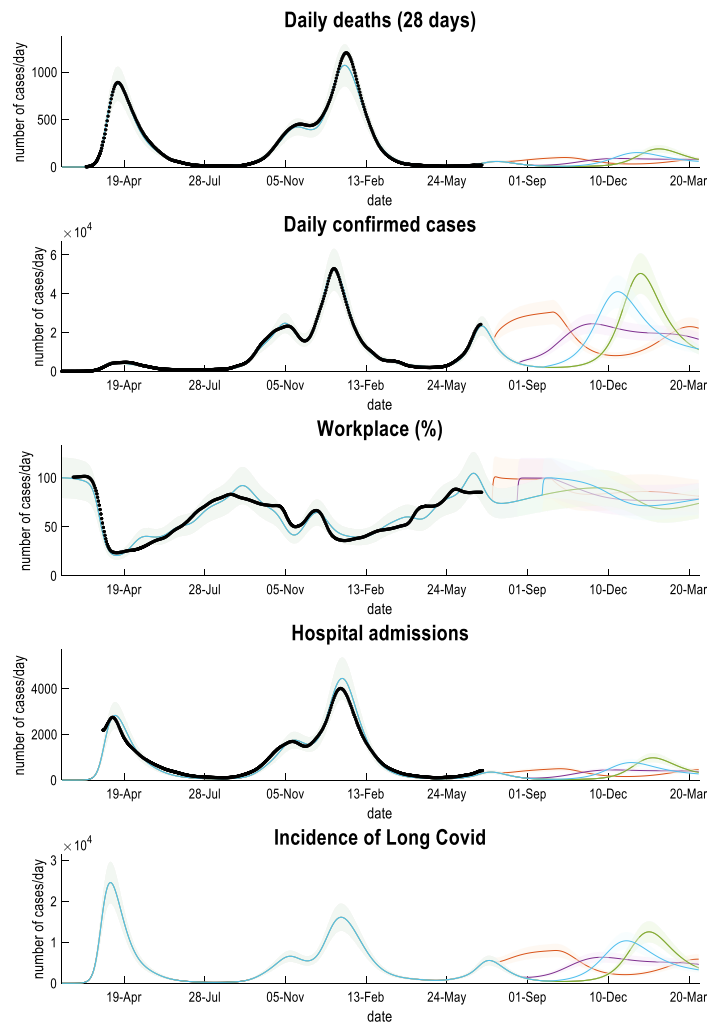 Daily deaths (28 days)
number of cases/day
1000
500
0
19-Apr 28-Jul 05-Nov 13-Feb 24-May 01-Sep 10-Dec 20-Mar
date
Daily confirmed cases
× 10^4
number of cases/day
6
4
2
0
19-Apr 28-Jul 05-Nov 13-Feb 24-May 01-Sep 10-Dec 20-Mar
date
Workplace (%)
number of cases/day
100
50
0
19-Apr 28-Jul 05-Nov 13-Feb 24-May 01-Sep 10-Dec 20-Mar
date
Hospital admissions
number of cases/day
4000
2000
0
19-Apr 28-Jul 05-Nov 13-Feb 24-May 01-Sep 10-Dec 20-Mar
date
Incidence of Long Covid
× 10^4
number of cases/day
3
2
1
0
19-Apr 28-Jul 05-Nov 13-Feb 24-May 01-Sep 10-Dec 20-Mar
date